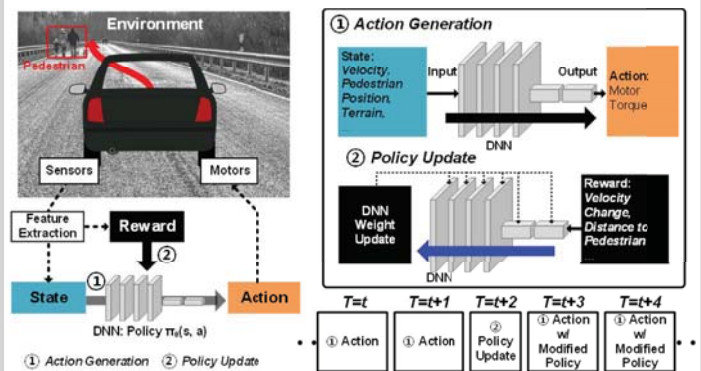 Environment
Pedestrian
Sensors
Motors
Feature
Extraction
Reward
②
①
State
Action
DNN: Policy πθ(s, a)
① Action Generation ② Policy Update
① Action Generation
State:
Velocity,
Pedestrian
Position,
Terrain,
...
Input
Output
DNN
Action:
Motor
Torque
② Policy Update
DNN
Weight
Update
DNN
Reward:
Velocity
Change,
Distance to
Pedestrian
...
T=t
T=t+1
T=t+2
T=t+3
T=t+4
① Action
① Action
②
Policy
Update
① Action
w/
Modified
Policy
① Action
w/
Modified
Policy